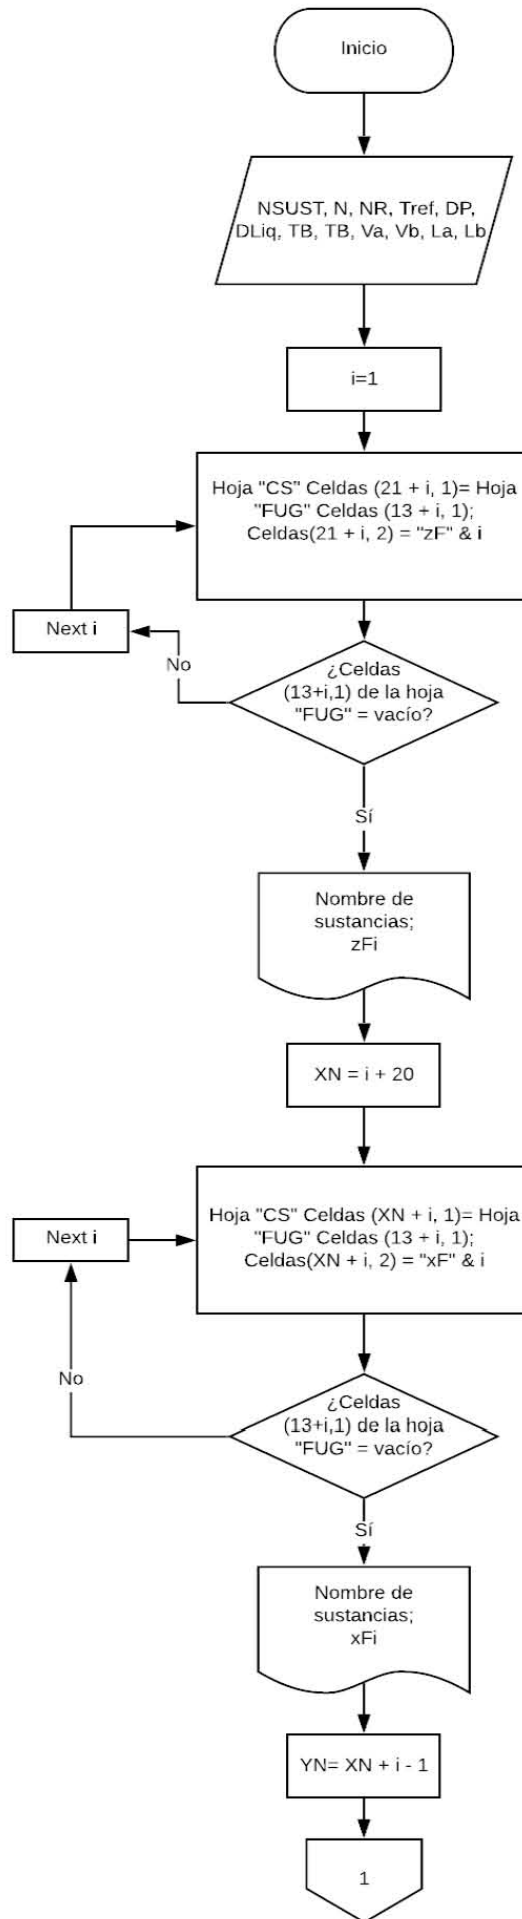 Inicio
NSUST, N, NR, Tref, DP,
DLiq, TB, TB, Va, Vb, La, Lb
i=1
Hoja "CS" Celdas (21 + i, 1)= Hoja
"FUG" Celdas (13 + i, 1);
Celdas(21 + i, 2) = "zF" & i
Next i
No
¿Celdas
(13+i,1) de la hoja
"FUG" = vacío?
Sí
Nombre de
sustancias;
zFi
XN = i + 20
Hoja "CS" Celdas (XN + i, 1)= Hoja
"FUG" Celdas (13 + i, 1);
Celdas(XN + i, 2) = "xF" & i
Next i
No
¿Celdas
(13+i,1) de la hoja
"FUG" = vacío?
Sí
Nombre de
sustancias;
xFi
YN= XN + i - 1
1